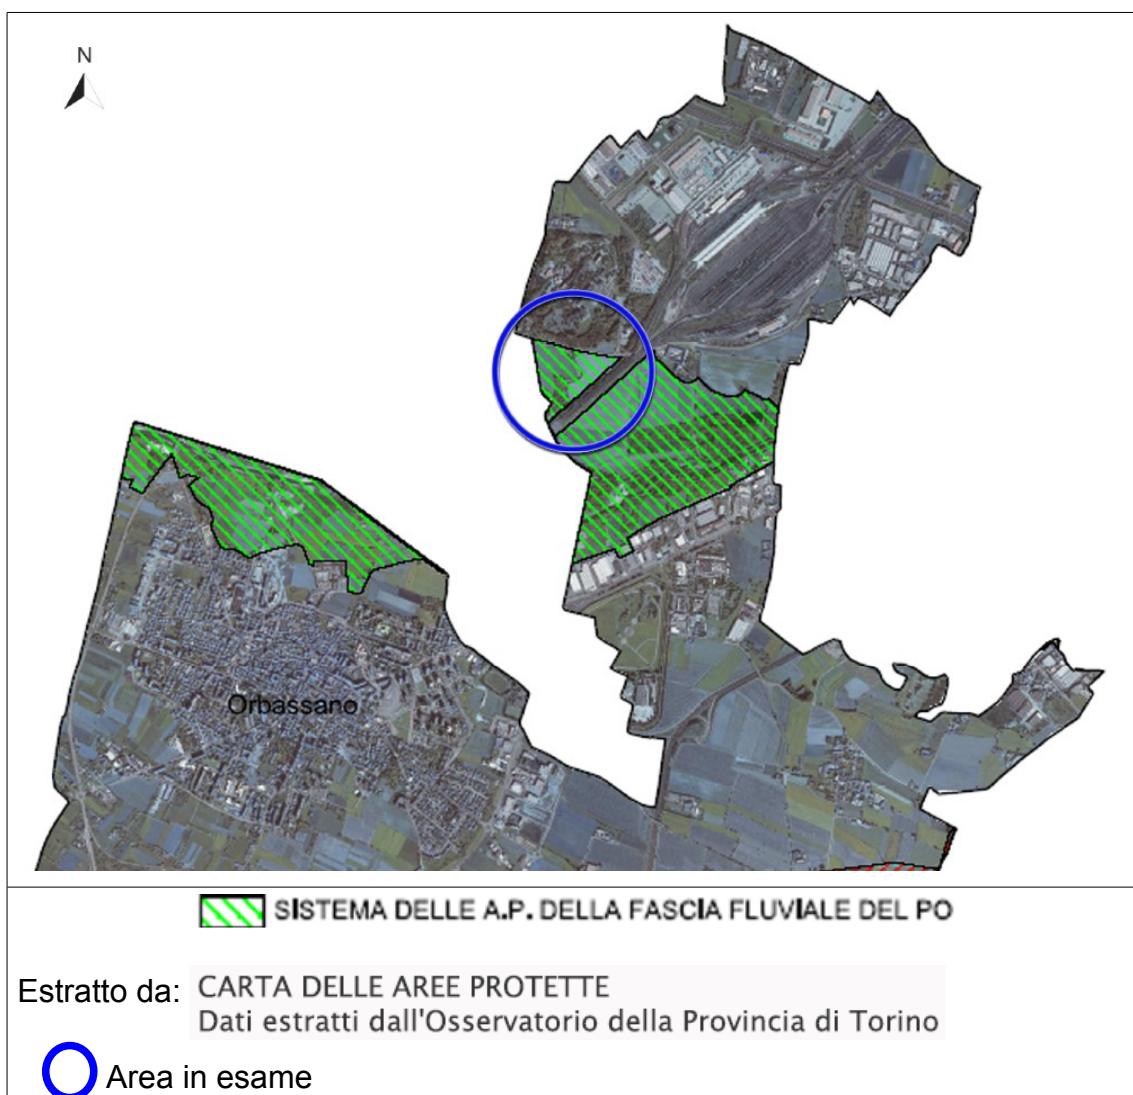 N
Orbassano
SISTEMA DELLE A.P. DELLA FASCIA FLUVIALE DEL PO
Estratto da: CARTA DELLE AREE PROTETTE
Dati estratti dall'Osservatorio della Provincia di Torino
Area in esame